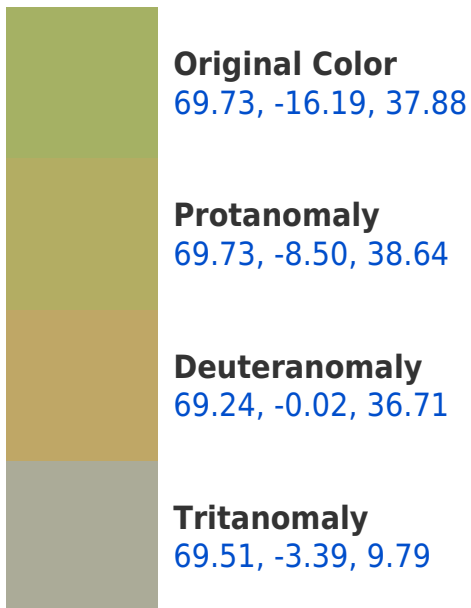 Original Color
69.73, -16.19, 37.88
Protanomaly
69.73, -8.50, 38.64
Deuteranomaly
69.24, -0.02, 36.71
Tritanomaly
69.51, -3.39, 9.79